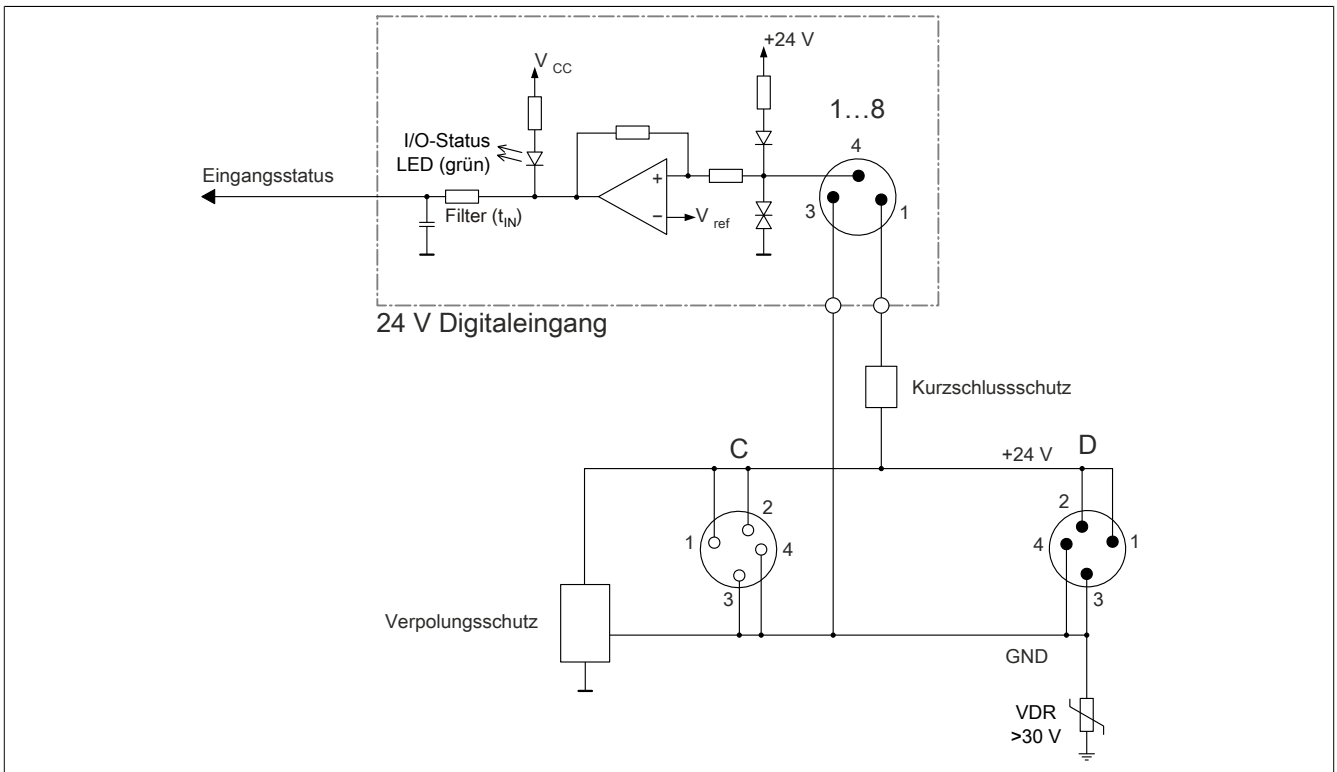 +24 V
V CC
1…8
I/O-Status
LED (grün)
4
Eingangsstatus
+
3
1
Filter (tIN)
–
V ref
24 V Digitaleingang
Kurzschlussschutz
C
+24 V
D
2
2
1
4
4
1
3
3
Verpolungsschutz
GND
VDR
>30 V